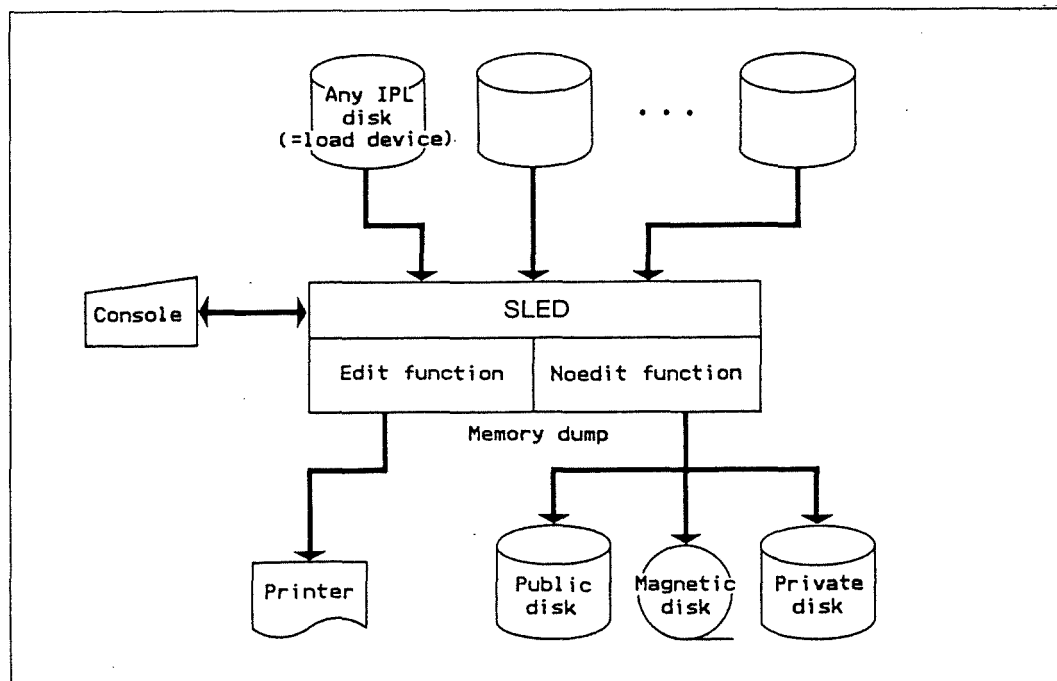 Any IPL
disk
(=load device)
. . .
Console
SLED
Edit function
Noedit function
Memory dump
Printer
Public
disk
Magnetic
disk
Private
disk